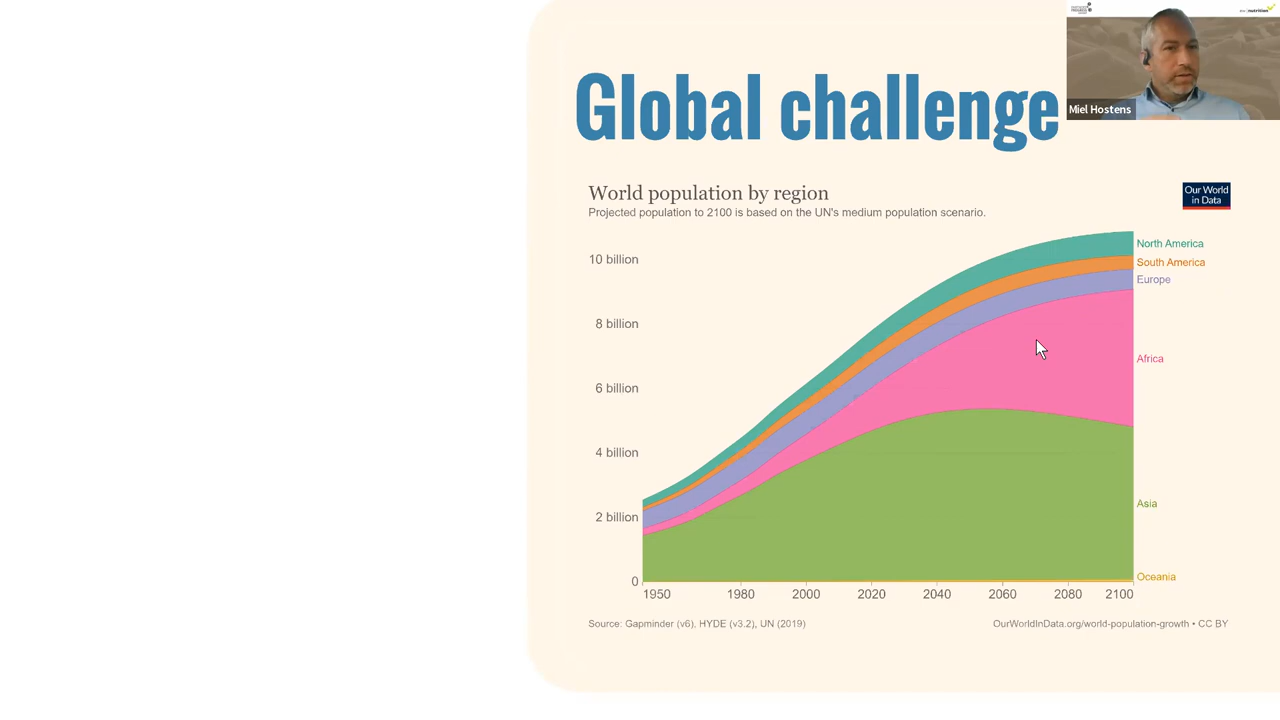 Global challenge
nutrition
Miel Hostens
World population by region
Projected population to 2100 is based on the UN's medium population scenario.
Our World
in Data
10 billion
8 billion
6 billion
4 billion
2 billion
0
North America
South America
Europe
Africa
Asia
Oceania
1950 1980 2000 2020 2040 2060 2080 2100
Source: Gapminder (v6), HYDE (v3.2), UN (2019)
OurWorldInData.org/world-population-growth • CC BY